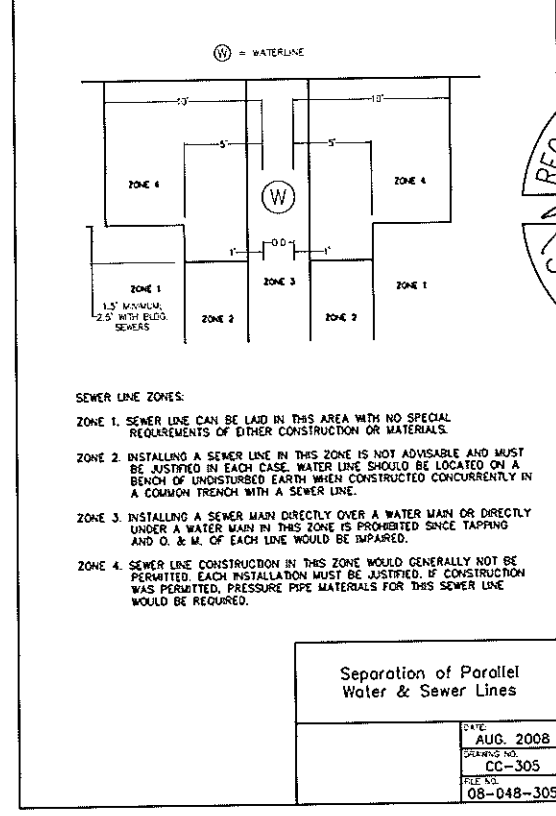 W = WATERLINE
10' 10'
5' 5'
ZONE 4 W ZONE 4
1' O.D. 1'
ZONE 1 ZONE 3 ZONE 1
1.5' MINIMUM;
2.5' WITH BLDG.
SEWERS
ZONE 2 ZONE 2
SEWER LINE ZONES:
ZONE 1. SEWER LINE CAN BE LAID IN THIS AREA WITH NO SPECIAL
REQUIREMENTS OF EITHER CONSTRUCTION OR MATERIALS.
ZONE 2. INSTALLING A SEWER LINE IN THIS ZONE IS NOT ADVISABLE AND MUST
BE JUSTIFIED IN EACH CASE. WATER LINE SHOULD BE LOCATED ON A
BENCH OF UNDISTURBED EARTH WHEN CONSTRUCTED CONCURRENTLY IN
A COMMON TRENCH WITH A SEWER LINE.
ZONE 3. INSTALLING A SEWER MAIN DIRECTLY OVER A WATER MAIN OR DIRECTLY
UNDER A WATER MAIN IN THIS ZONE IS PROHIBITED SINCE TAPPING
AND O. & M. OF EACH LINE WOULD BE IMPAIRED.
ZONE 4. SEWER LINE CONSTRUCTION IN THIS ZONE WOULD GENERALLY NOT BE
PERMITTED. EACH INSTALLATION MUST BE JUSTIFIED. IF CONSTRUCTION
WAS PERMITTED, PRESSURE PIPE MATERIALS FOR THIS SEWER LINE
WOULD BE REQUIRED.
Separation of Parallel
Water & Sewer Lines
DATE:
AUG. 2008
DRAWING NO.
CC-305
FILE NO.
08-048-305